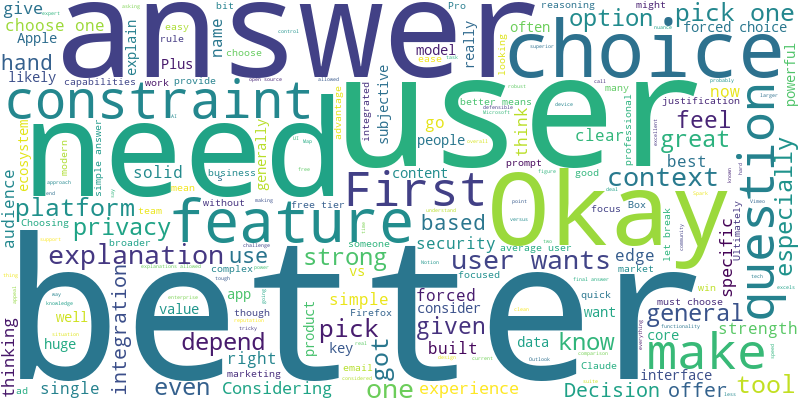 answer
user
choice
need
better
Okay
First
feature
constraint
question
make
explanation
platform
privacy
context
user wants
given
pick
one
pick one
option
choose one
give
hand
likely
Apple
Plus
explain
name
bit
often
reasoning
Pro
might
forced choice
model
really
looking
ease
capabilities
work
provide
rule
easy
choose
open source
allowed
advantage
integrated
subjective
better means
features
many
now
powerful
justification
feel
great
best
clear
professional
go
people
think
prompt
good
content
solid
generally
business
modern
simple answer
ecosystem
audience
team
mean
without
free tier
Choosing
broader
based
security
strong
focus
Box
average user
someone
edge
market
focused
let break
Ultimately
specific
especially
use
app
value
integration
vs
simple
complex
enterprise
tough
forced
consider
Firefox
key
built
though
product
right
depend
even
well
huge
thinking
ad
single
Considering
marketing
tricky
got
email
experience
data
know
want
quick
final answer
general
strength
must choose
core
interface
Claude
Outlook
Notion
Decision
offer
tool
win
Vimeo
tech
excels
functionality
community
knowledge
situation
approach
challenge
device
Microsoft
superior
robust
larger
probably
call
control
expert
making
defensible
overall
figure
point
versus
current
comparison
everything
less